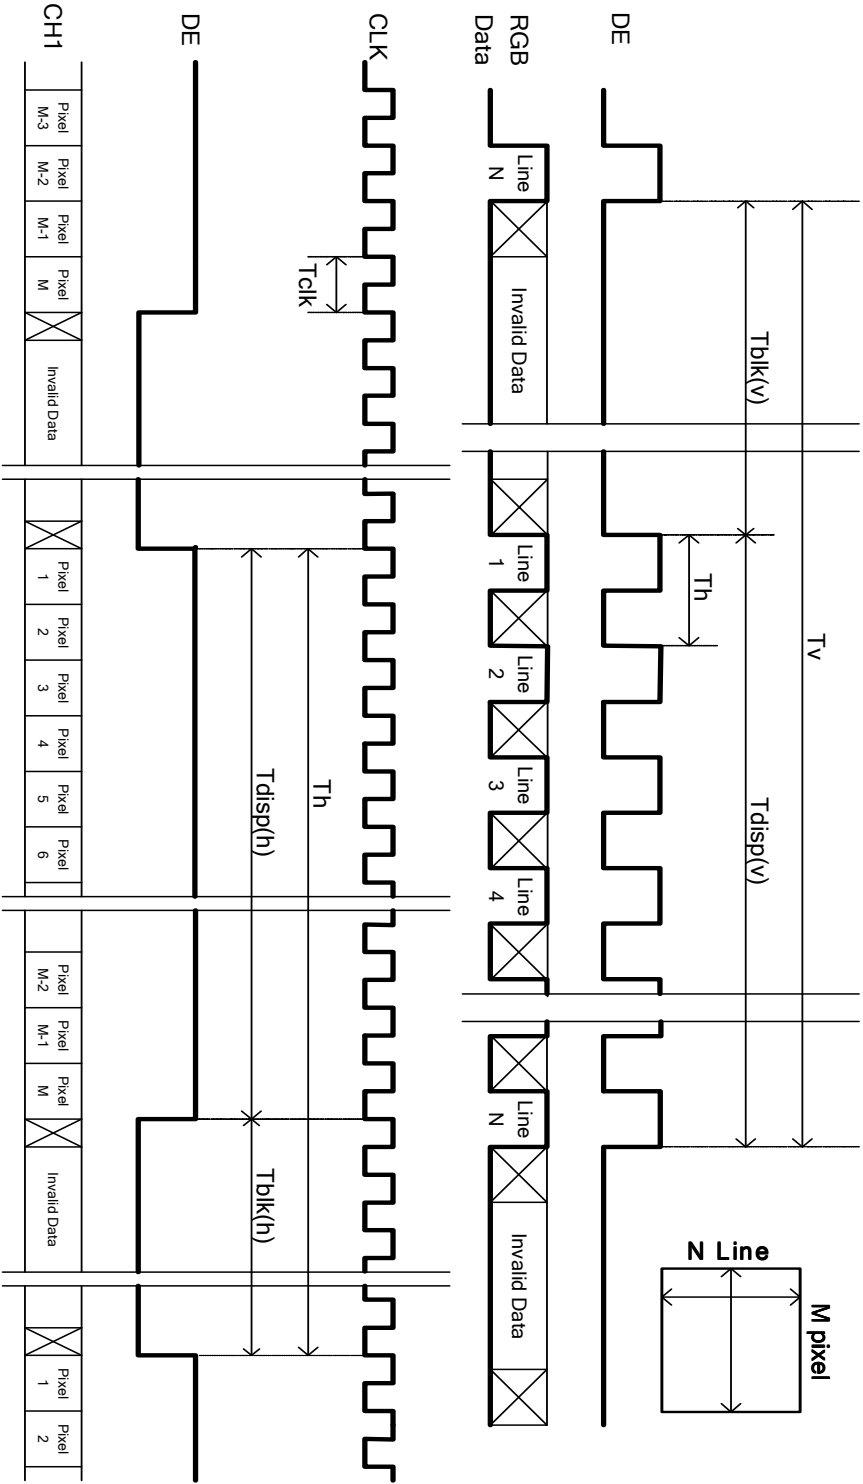 Tv
Tblk(v)
Tdisp(v)
Th
DE
RGB
Data
Line
N
Invalid Data
Line
1
Line
2
Line
3
Line
4
Line
N
Invalid Data
N Line
M pixel
CLK
Tclk
Th
Tdisp(h)
Tblk(h)
DE
CH1
Pixel
M-3
Pixel
M-2
Pixel
M-1
Pixel
M
Invalid Data
Pixel
1
Pixel
2
Pixel
3
Pixel
4
Pixel
5
Pixel
6
Pixel
M-2
Pixel
M-1
Pixel
M
Invalid Data
Pixel
1
Pixel
2